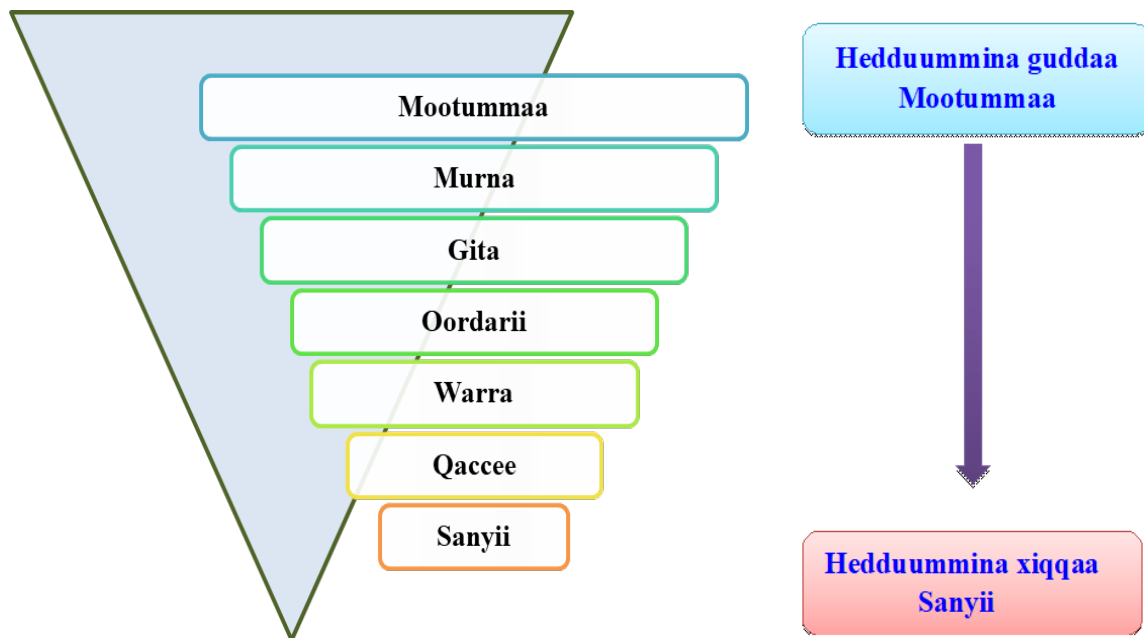 Mootummaa
Murna
Gita
Oordarii
Warra
Qaccee
Sanyii
Hedduummina guddaa
Mootummaa
Hedduummina xiqqaa
Sanyii